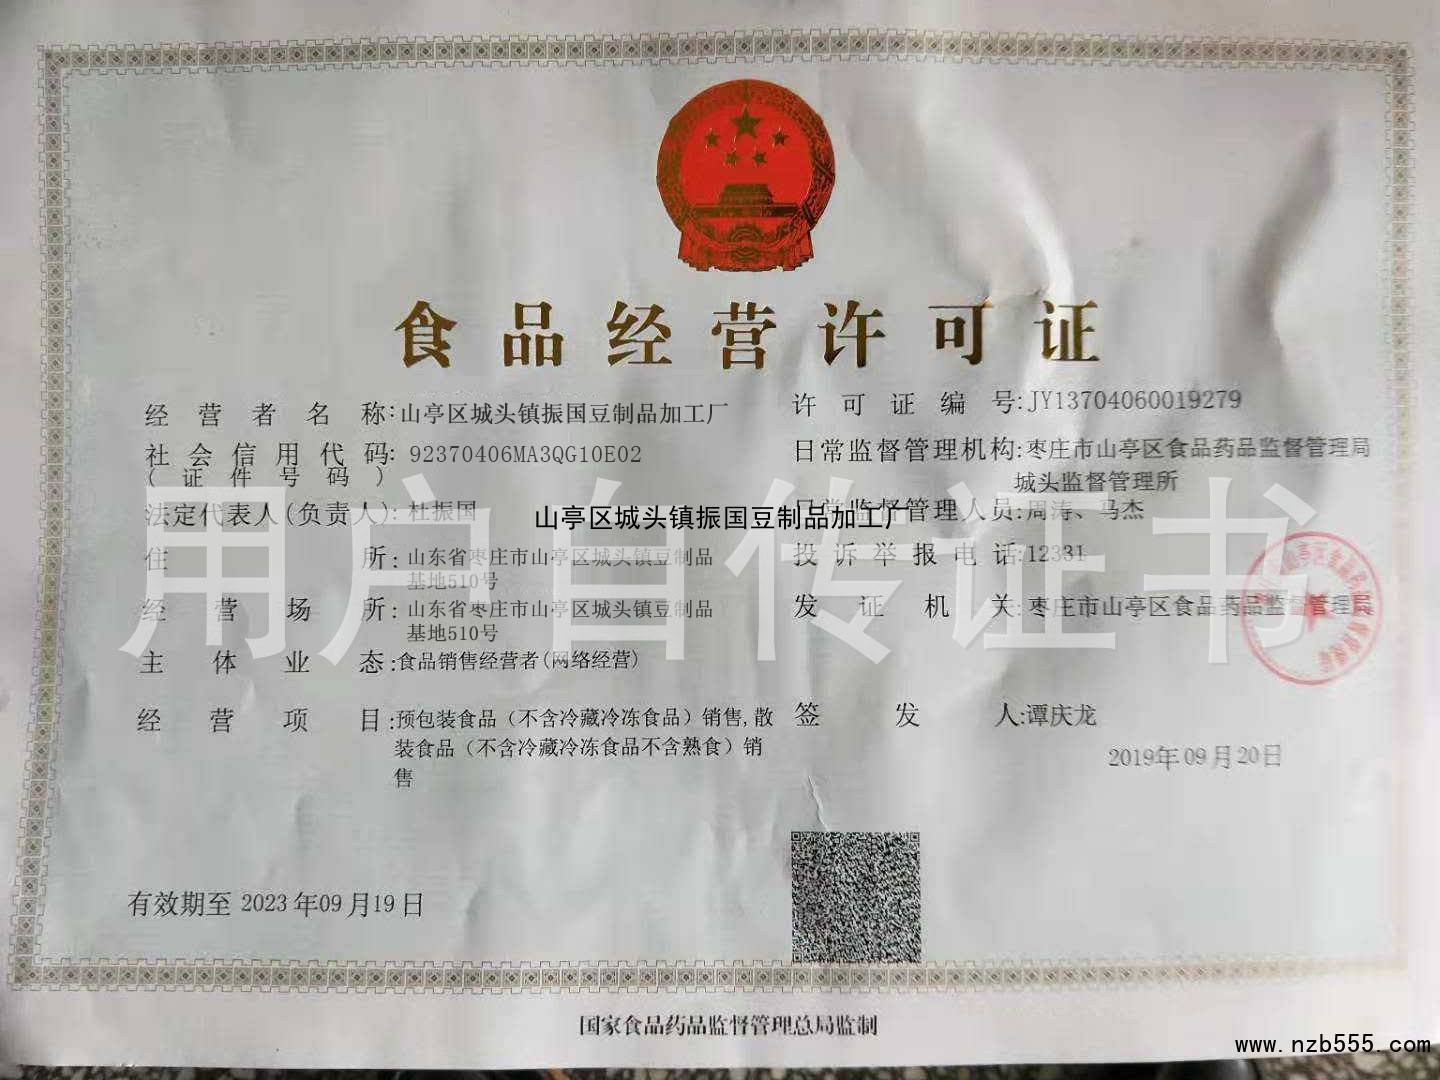 食品经营许可证
经营者名称:山亭区城头镇振国豆制品加工厂
社会信用代码:92370406MA3QG10E02
(证件号码)
法定代表人(负责人):杜振国
住所:山东省枣庄市山亭区城头镇豆制品
基地510号
经营场所:山东省枣庄市山亭区城头镇豆制品
基地510号
主体业态:食品销售经营者(网络经营)
经营项目:预包装食品（不含冷藏冷冻食品）销售,散
装食品（不含冷藏冷冻食品不含熟食）销
售
有效期至 2023年09月19日
许可证编号:JY13704060019279
日常监督管理机构:枣庄市山亭区食品药品监督管理局
城头监督管理所
日常监督管理人员:周涛、马杰
投诉举报电话:12331
发证机关:枣庄市山亭区食品药品监督管理局
签发人:谭庆龙
2019年09月20日
国家食品药品监督管理总局监制
用户自传证书
山亭区城头镇振国豆制品加工厂
www.nzb555.com